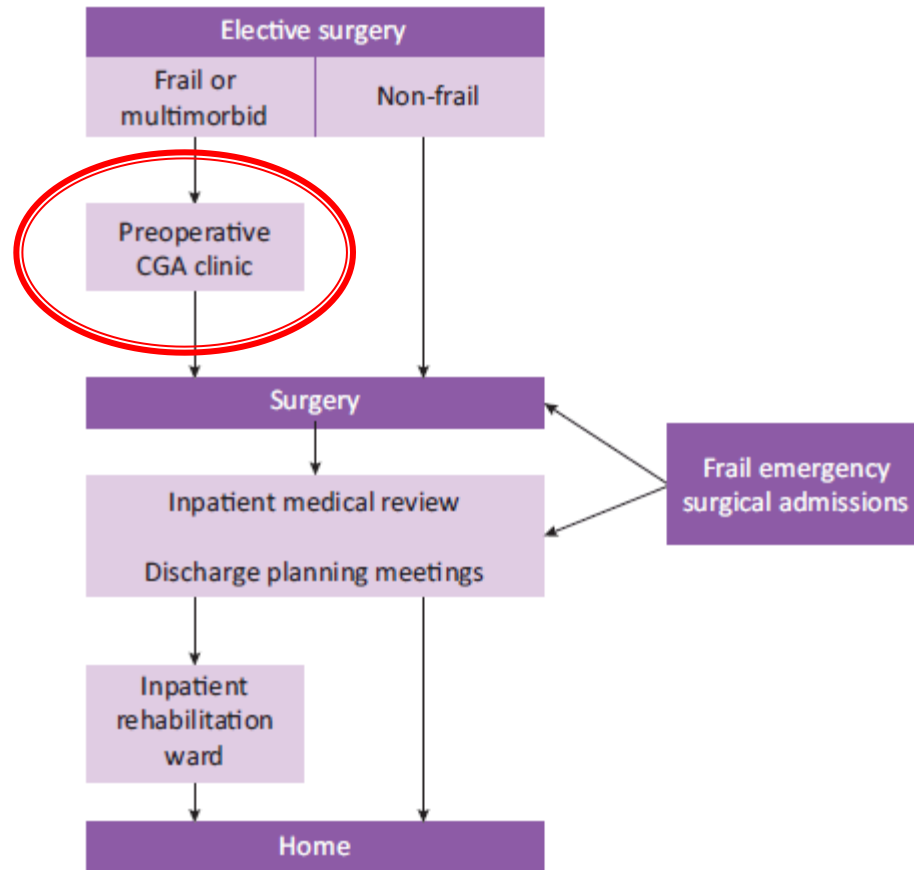 Elective surgery
Frail or
multimorbid
Non-frail
Preoperative
CGA clinic
Surgery
Frail emergency
surgical admissions
Inpatient medical review
Discharge planning meetings
Inpatient
rehabilitation
ward
Home